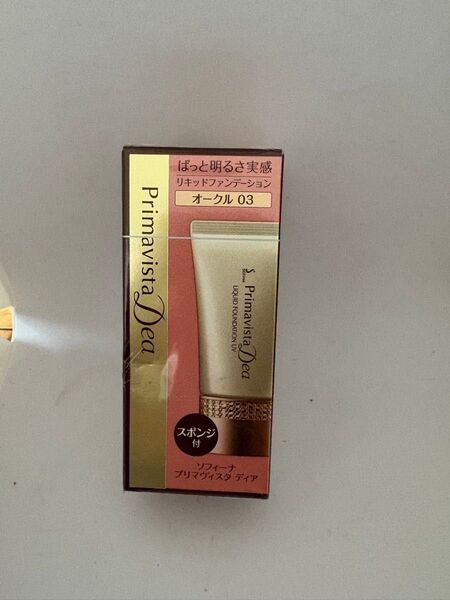 ぱっと明るさ実感
リキッドファンデーション
オークル 03
Primavista
Dea
S
Primavista
Dea
LIQUID FOUNDATION UV
スポンジ
付
ソフィーナ
プリマヴィスタ ディア